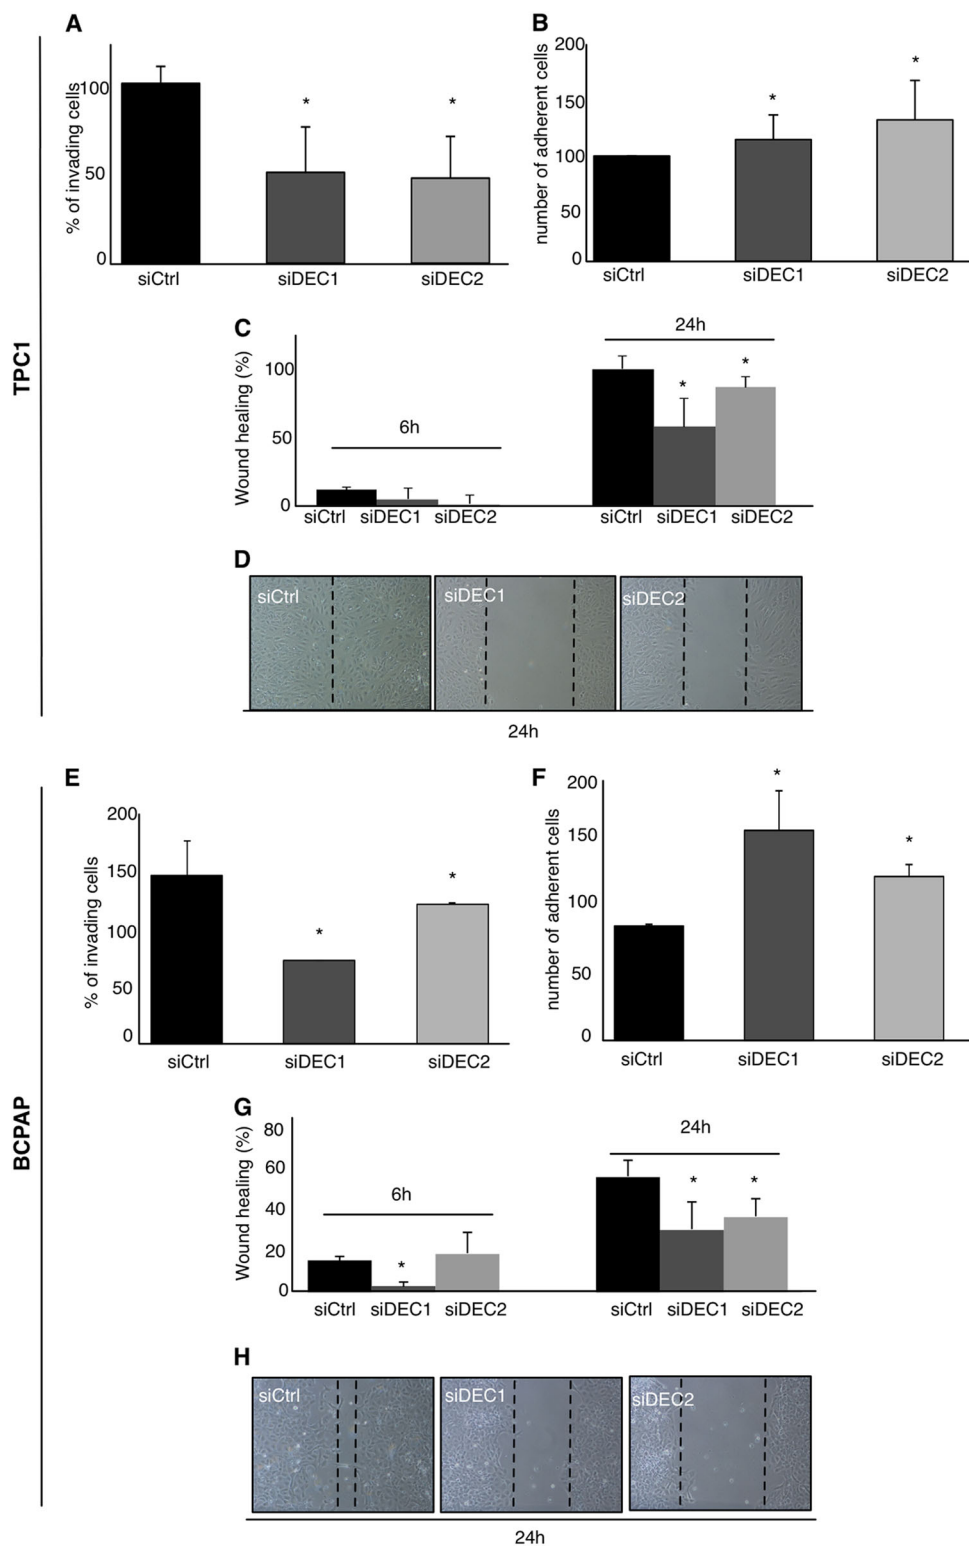 A
% of invading cells
100
50
0
*
*
siCtrl
siDEC1
siDEC2
B
number of adherent cells
200
150
100
50
0
*
*
siCtrl
siDEC1
siDEC2
TPC1
C
Wound healing (%)
100
50
0
6h
24h
*
*
siCtrl
siDEC1
siDEC2
siCtrl
siDEC1
siDEC2
D
siCtrl
siDEC1
siDEC2
24h
E
% of invading cells
200
150
100
50
0
*
*
siCtrl
siDEC1
siDEC2
F
number of adherent cells
200
150
100
50
0
*
*
siCtrl
siDEC1
siDEC2
BCPAP
G
Wound healing (%)
80
60
40
20
0
6h
24h
*
*
*
siCtrl
siDEC1
siDEC2
siCtrl
siDEC1
siDEC2
H
siCtrl
siDEC1
siDEC2
24h